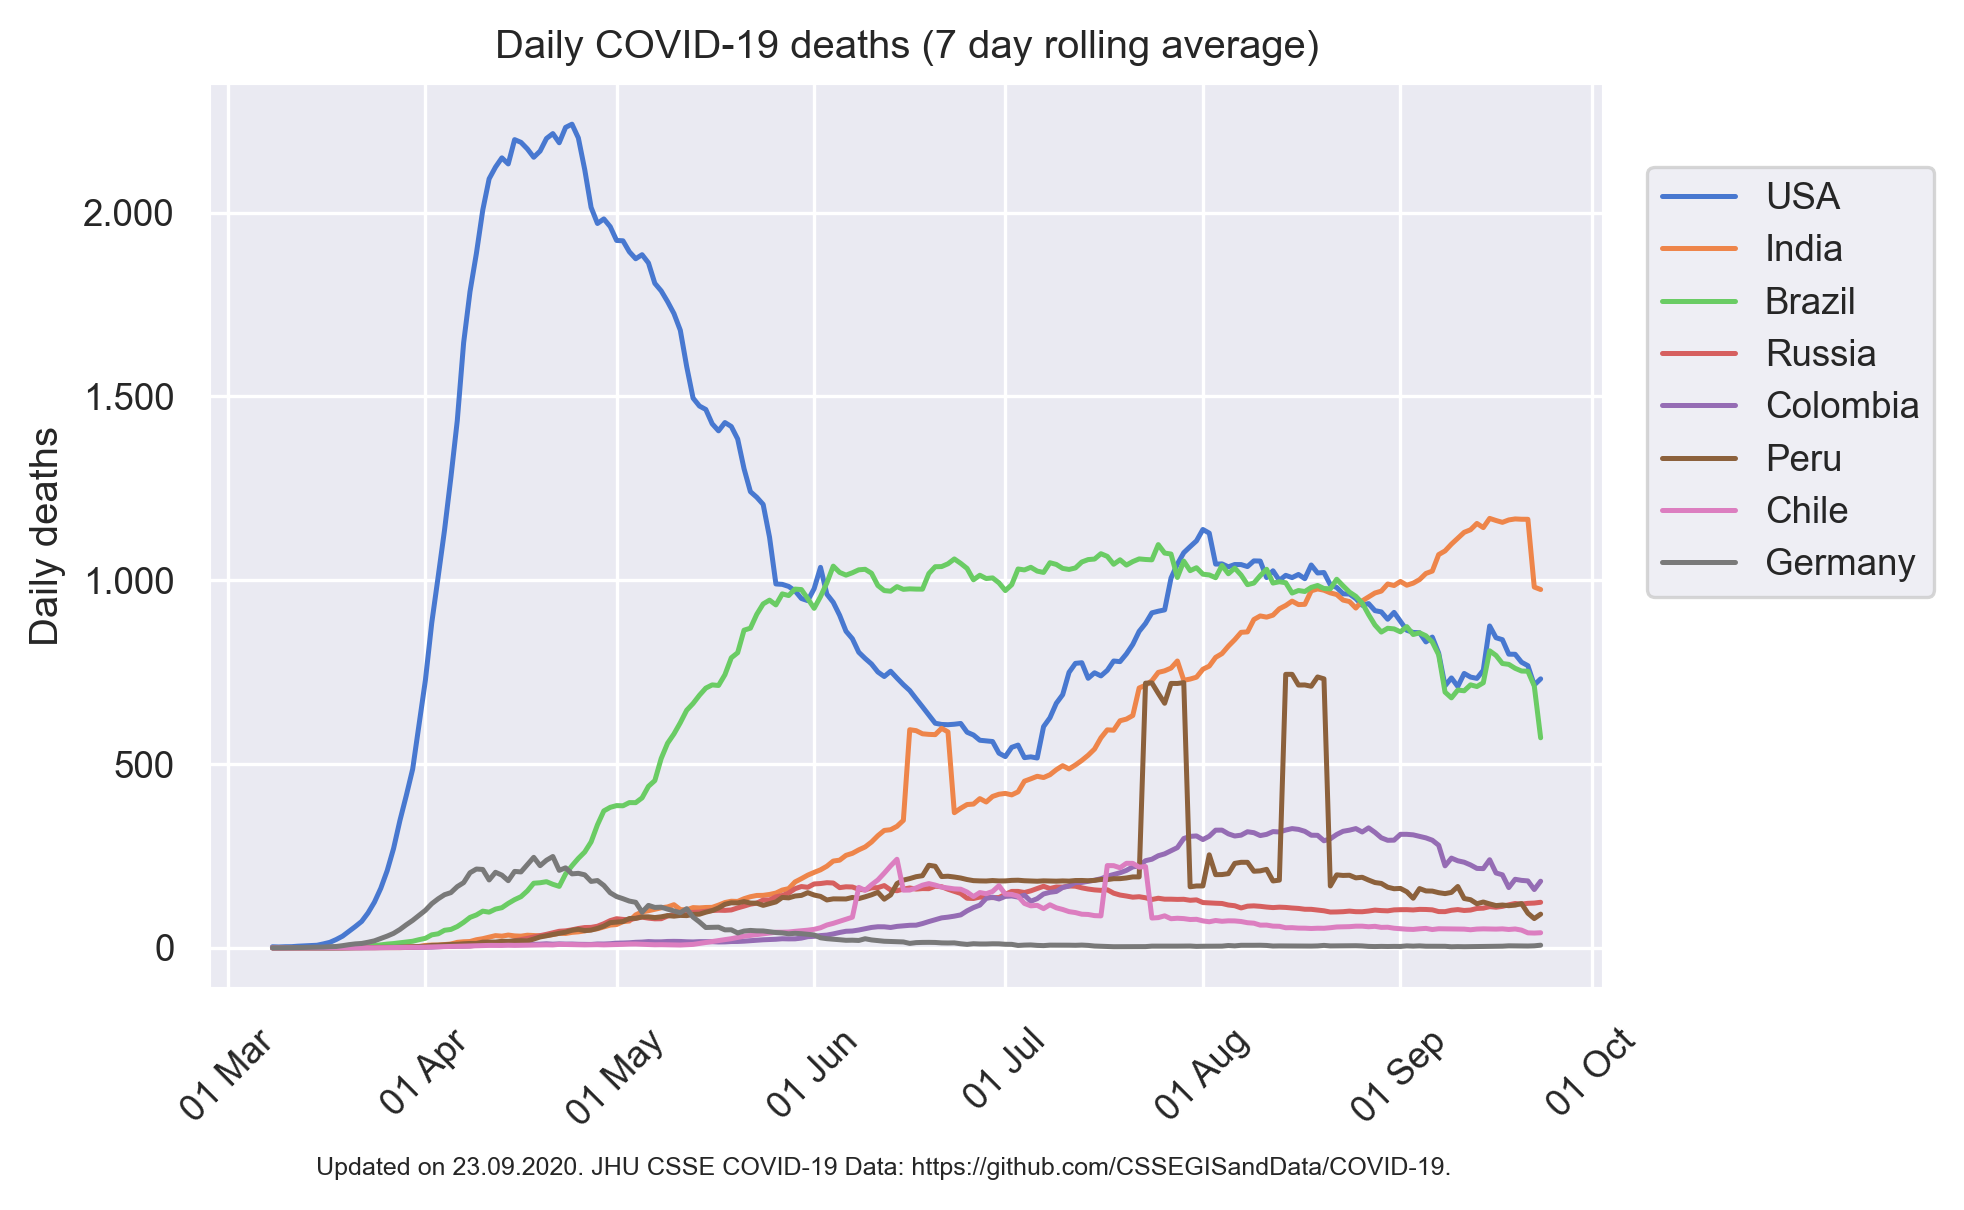 Daily COVID-19 deaths (7 day rolling average)
Daily deaths
2.000
1.500
1.000
500
0
01 Mar
01 Apr
01 May
01 Jun
01 Jul
01 Aug
01 Sep
01 Oct
USA
India
Brazil
Russia
Colombia
Peru
Chile
Germany
Updated on 23.09.2020. JHU CSSE COVID-19 Data: https://github.com/CSSEGISandData/COVID-19.